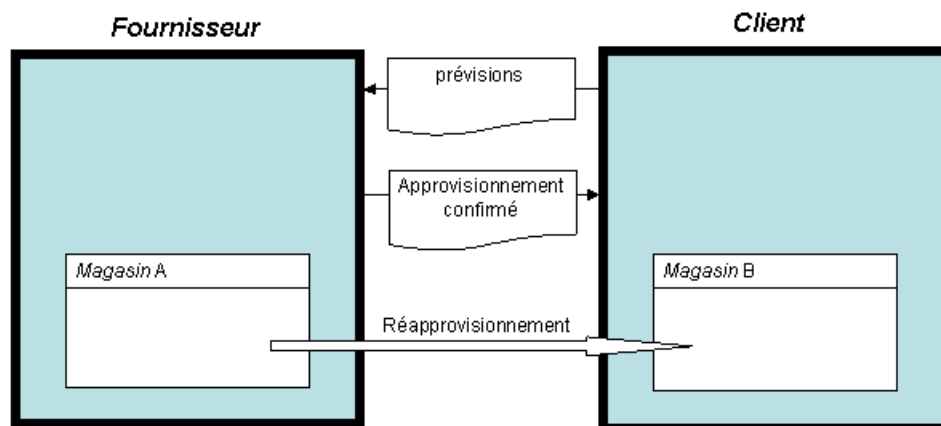 Fournisseur
Client
prévisions
Approvisionnement
confirmé
Magasin A
Magasin B
Réapprovisionnement